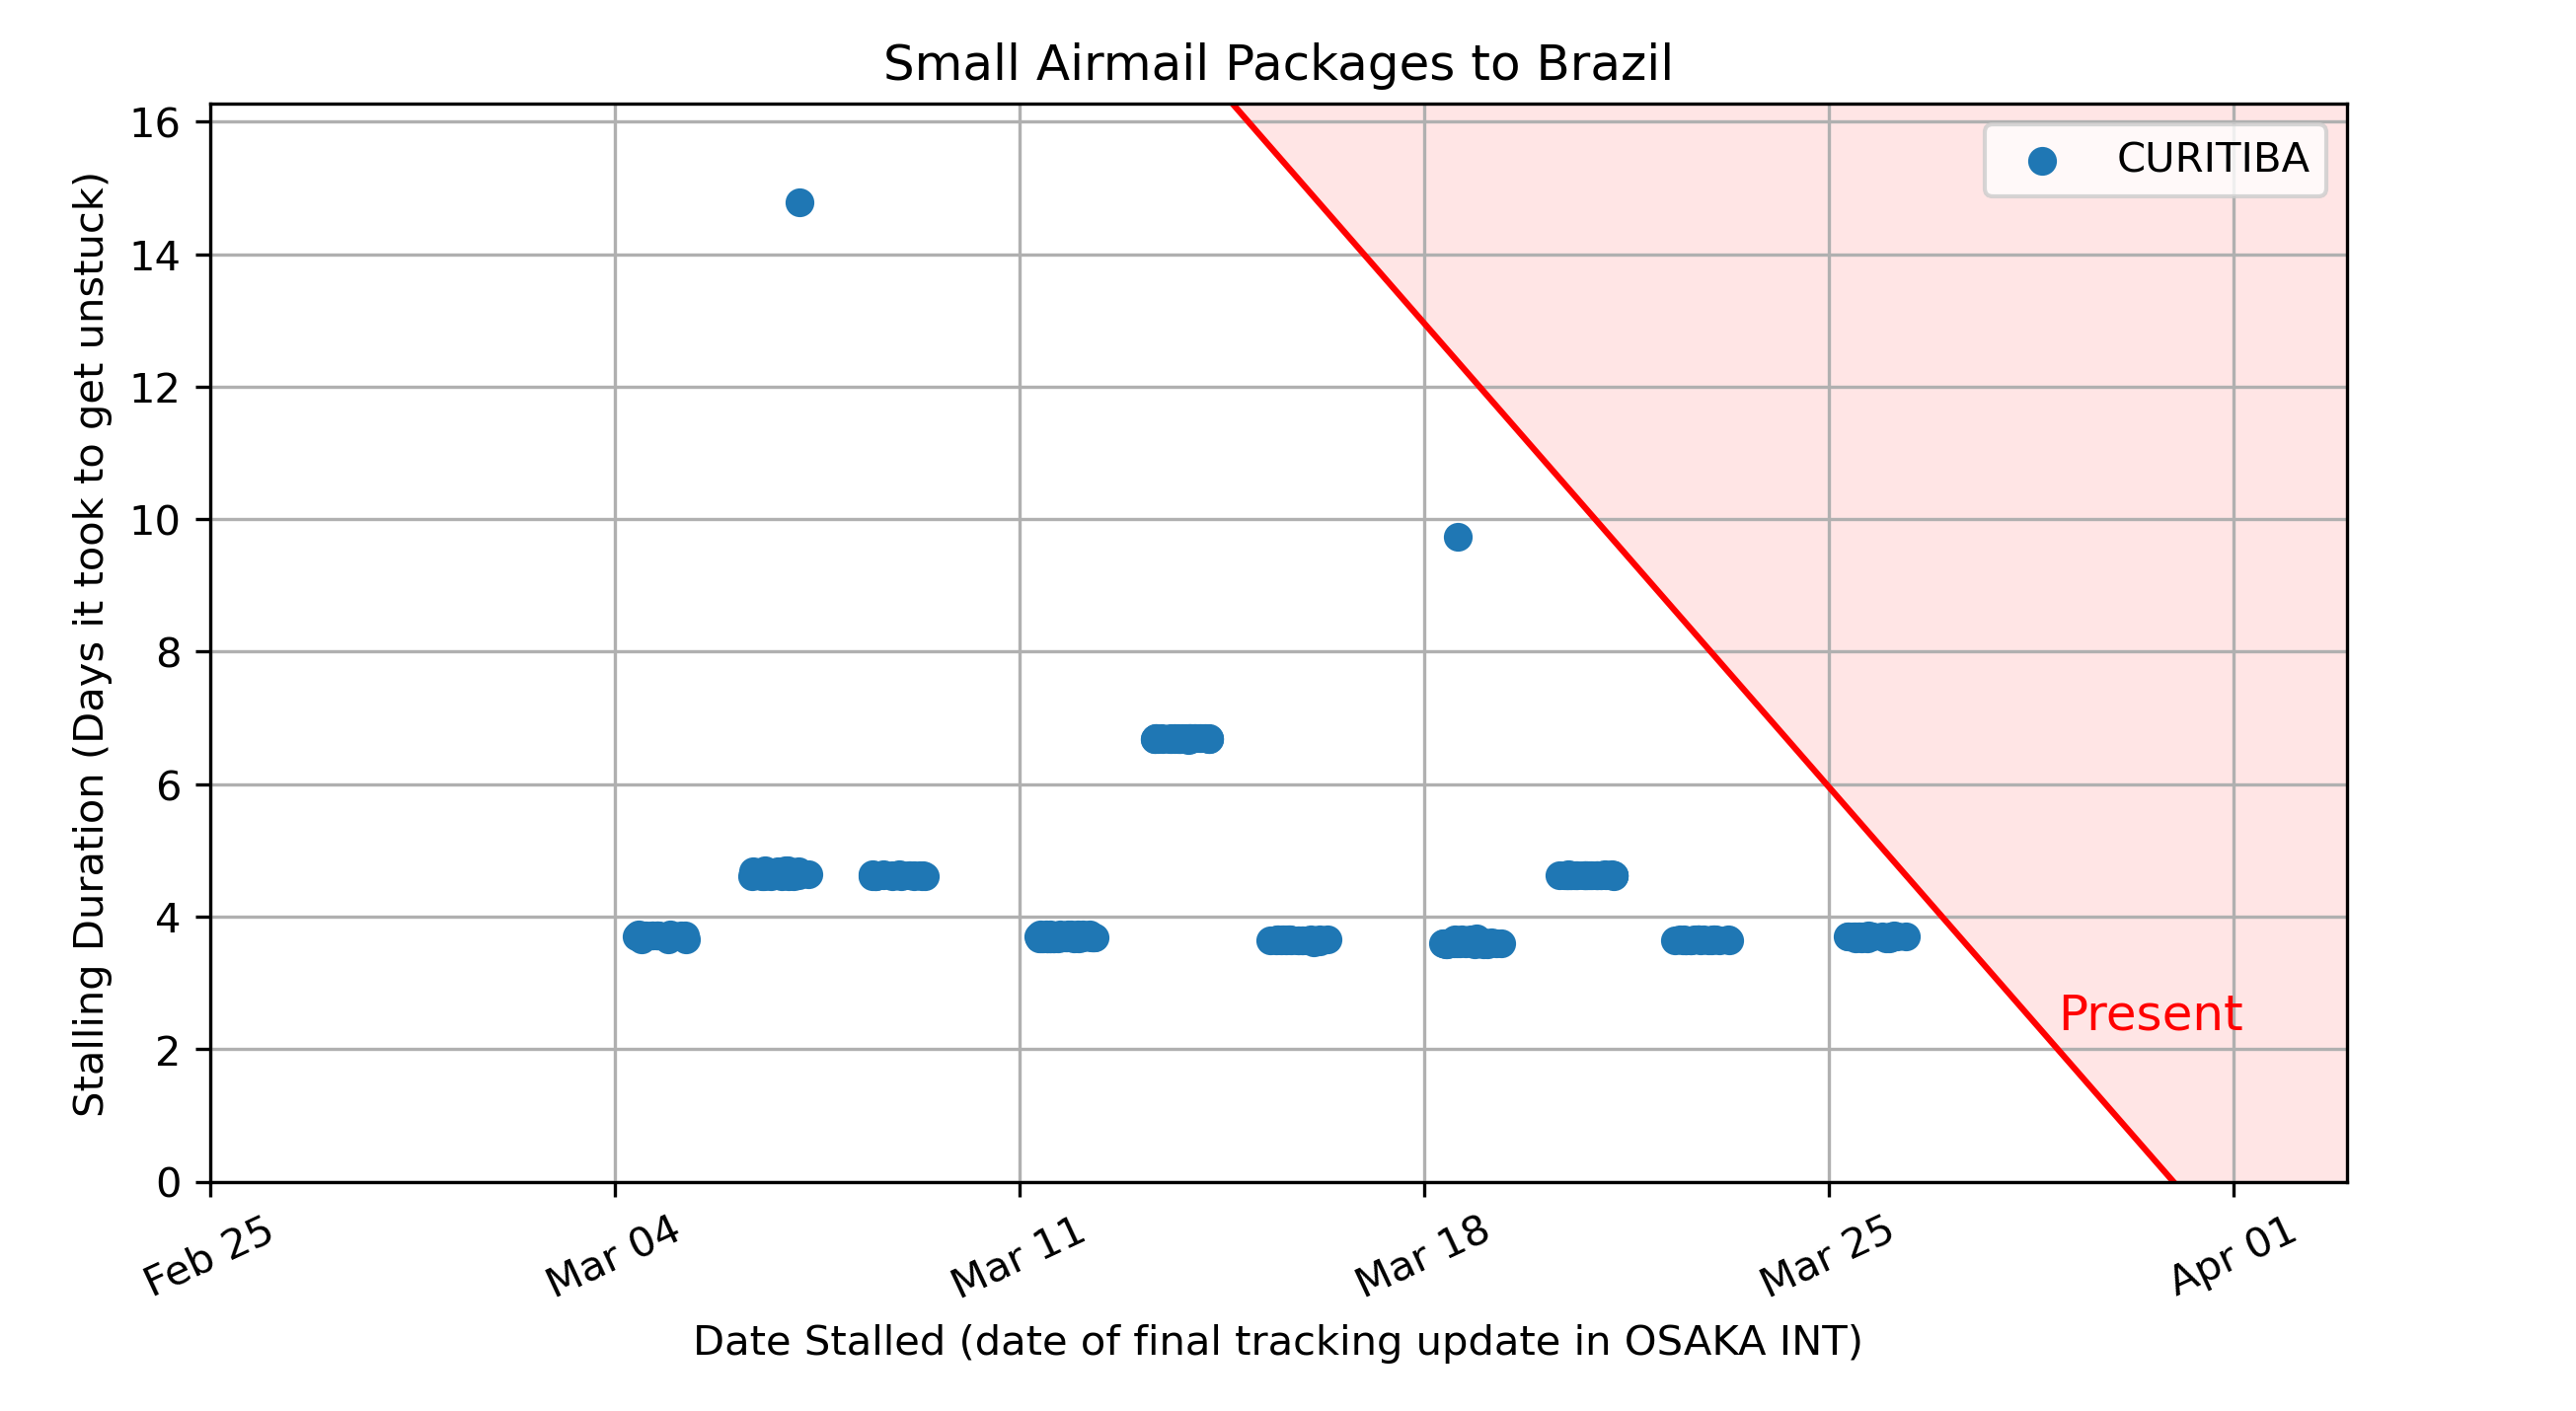 Small Airmail Packages to Brazil
CURITIBA
Stalling Duration (Days it took to get unstuck)
16
14
12
10
8
6
4
2
0
Present
Feb 25
Mar 04
Mar 11
Mar 18
Mar 25
Apr 01
Date Stalled (date of final tracking update in OSAKA INT)